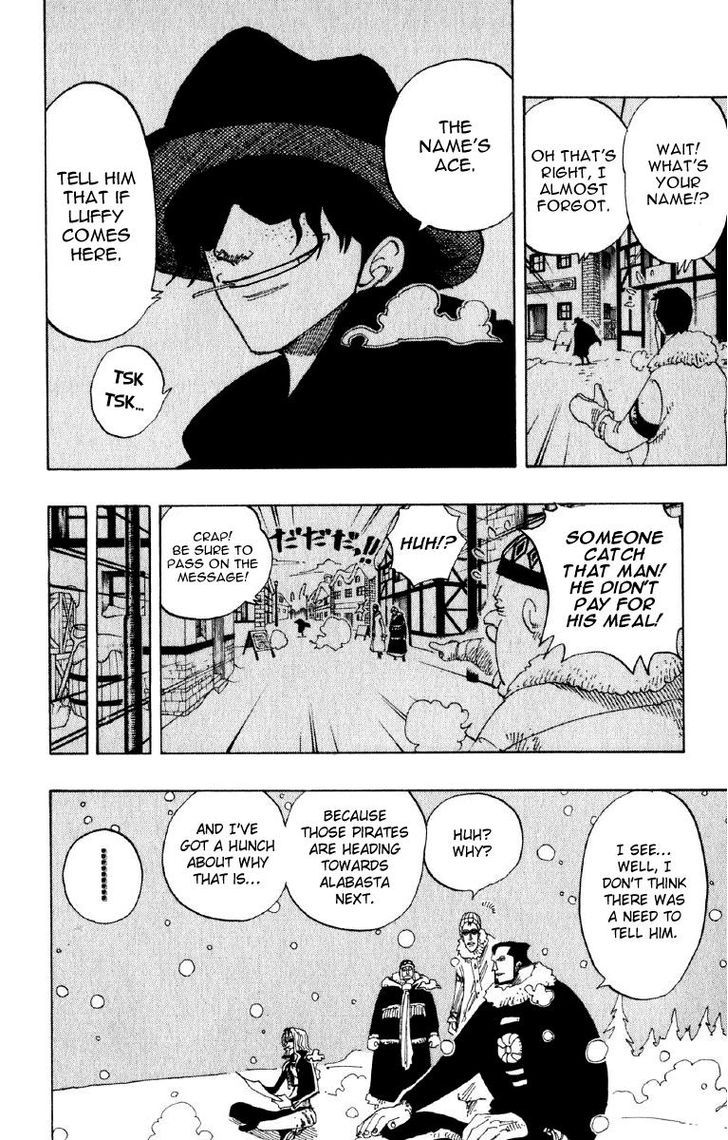 WAIT!
WHAT'S
YOUR
NAME!?
OH THAT'S
RIGHT, I
ALMOST
FORGOT.
THE
NAME'S
ACE.
TELL HIM
THAT IF
LUFFY
COMES
HERE.
TSK
TSK...
SOMEONE
CATCH
THAT MAN!
HE DIDN'T
PAY FOR
HIS MEAL!
HUH!?
だだだっ!!
CRAP!
BE SURE TO
PASS ON THE
MESSAGE!
I SEE...
WELL, I
DON'T THINK
THERE WAS
A NEED TO
TELL HIM.
HUH?
WHY?
BECAUSE
THOSE PIRATES
ARE HEADING
TOWARDS
ALABASTA
NEXT.
AND I'VE
GOT A HUNCH
ABOUT WHY
THAT IS...
.........